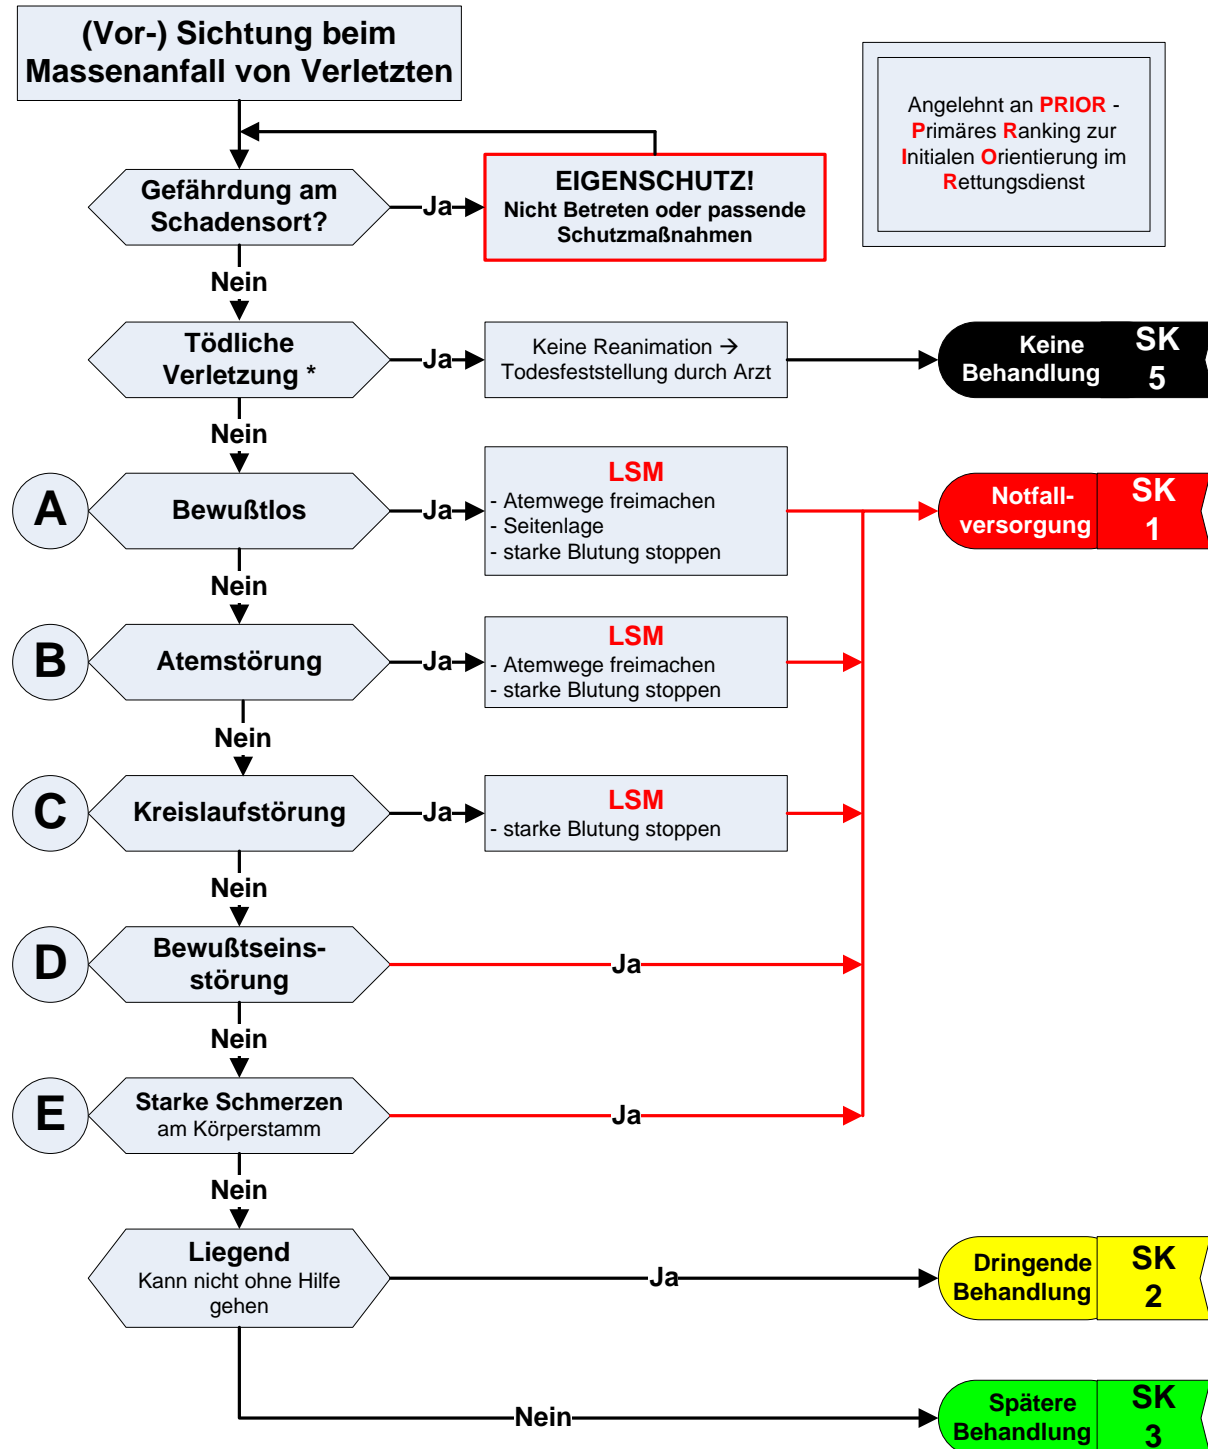 (Vor-) Sichtung beim
Massenanfall von Verletzten
Angelehnt an PRIOR -
Primäres Ranking zur
Initialen Orientierung im
Rettungsdienst
Gefährdung am
Schadensort?
Ja
EIGENSCHUTZ!
Nicht Betreten oder passende
Schutzmaßnahmen
Nein
Tödliche
Verletzung *
Ja
Keine Reanimation →
Todesfeststellung durch Arzt
Keine
Behandlung
SK
5
Nein
A
Bewußtlos
Ja
LSM
- Atemwege freimachen
- Seitenlage
- starke Blutung stoppen
Notfall-
versorgung
SK
1
Nein
B
Atemstörung
Ja
LSM
- Atemwege freimachen
- starke Blutung stoppen
Nein
C
Kreislaufstörung
Ja
LSM
- starke Blutung stoppen
Nein
D
Bewußtseins-
störung
Ja
Nein
E
Starke Schmerzen
am Körperstamm
Ja
Nein
Liegend
Kann nicht ohne Hilfe
gehen
Ja
Dringende
Behandlung
SK
2
Nein
Spätere
Behandlung
SK
3